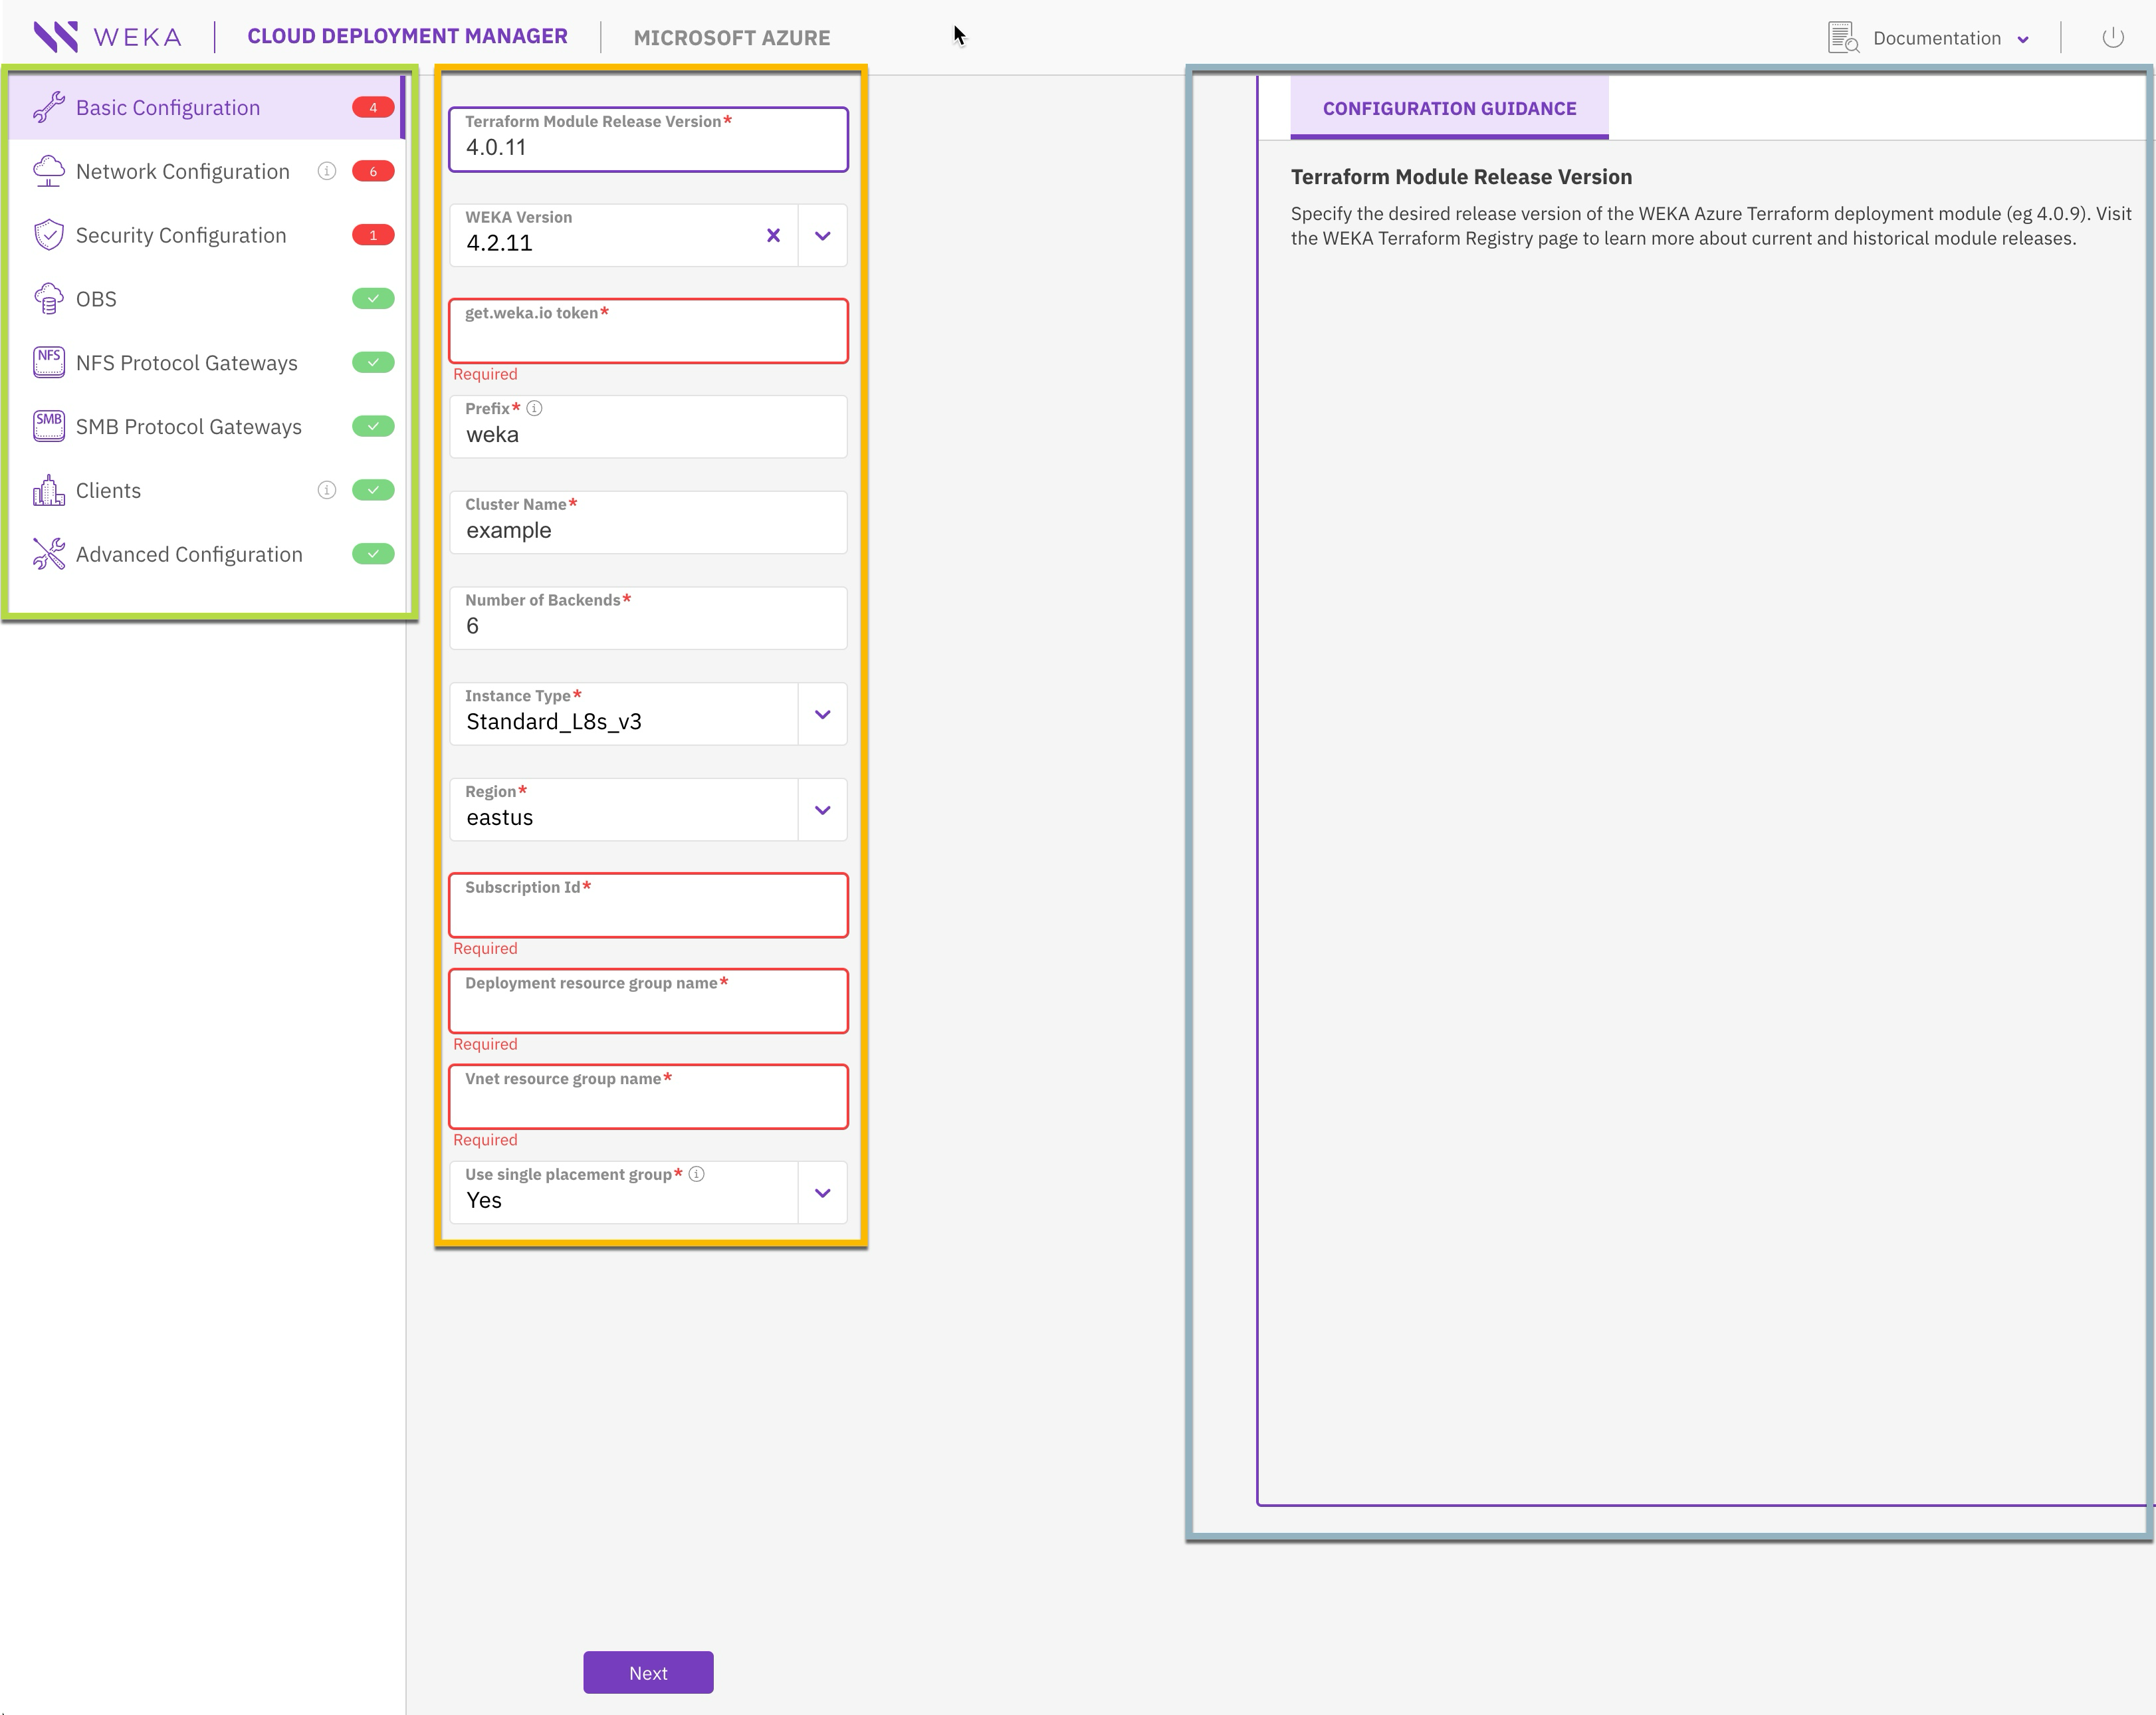 WEKA
CLOUD DEPLOYMENT MANAGER
MICROSOFT AZURE
Documentation
Basic Configuration
4
Network Configuration
6
Security Configuration
1
OBS
NFS
NFS Protocol Gateways
SMB
SMB Protocol Gateways
Clients
Advanced Configuration
Terraform Module Release Version*
4.0.11
WEKA Version
4.2.11
get.weka.io token*
Required
Prefix*
weka
Cluster Name*
example
Number of Backends*
6
Instance Type*
Standard_L8s_v3
Region*
eastus
Subscription Id*
Required
Deployment resource group name*
Required
Vnet resource group name*
Required
Use single placement group*
Yes
Next
CONFIGURATION GUIDANCE
Terraform Module Release Version
Specify the desired release version of the WEKA Azure Terraform deployment module (eg 4.0.9). Visit
the WEKA Terraform Registry page to learn more about current and historical module releases.